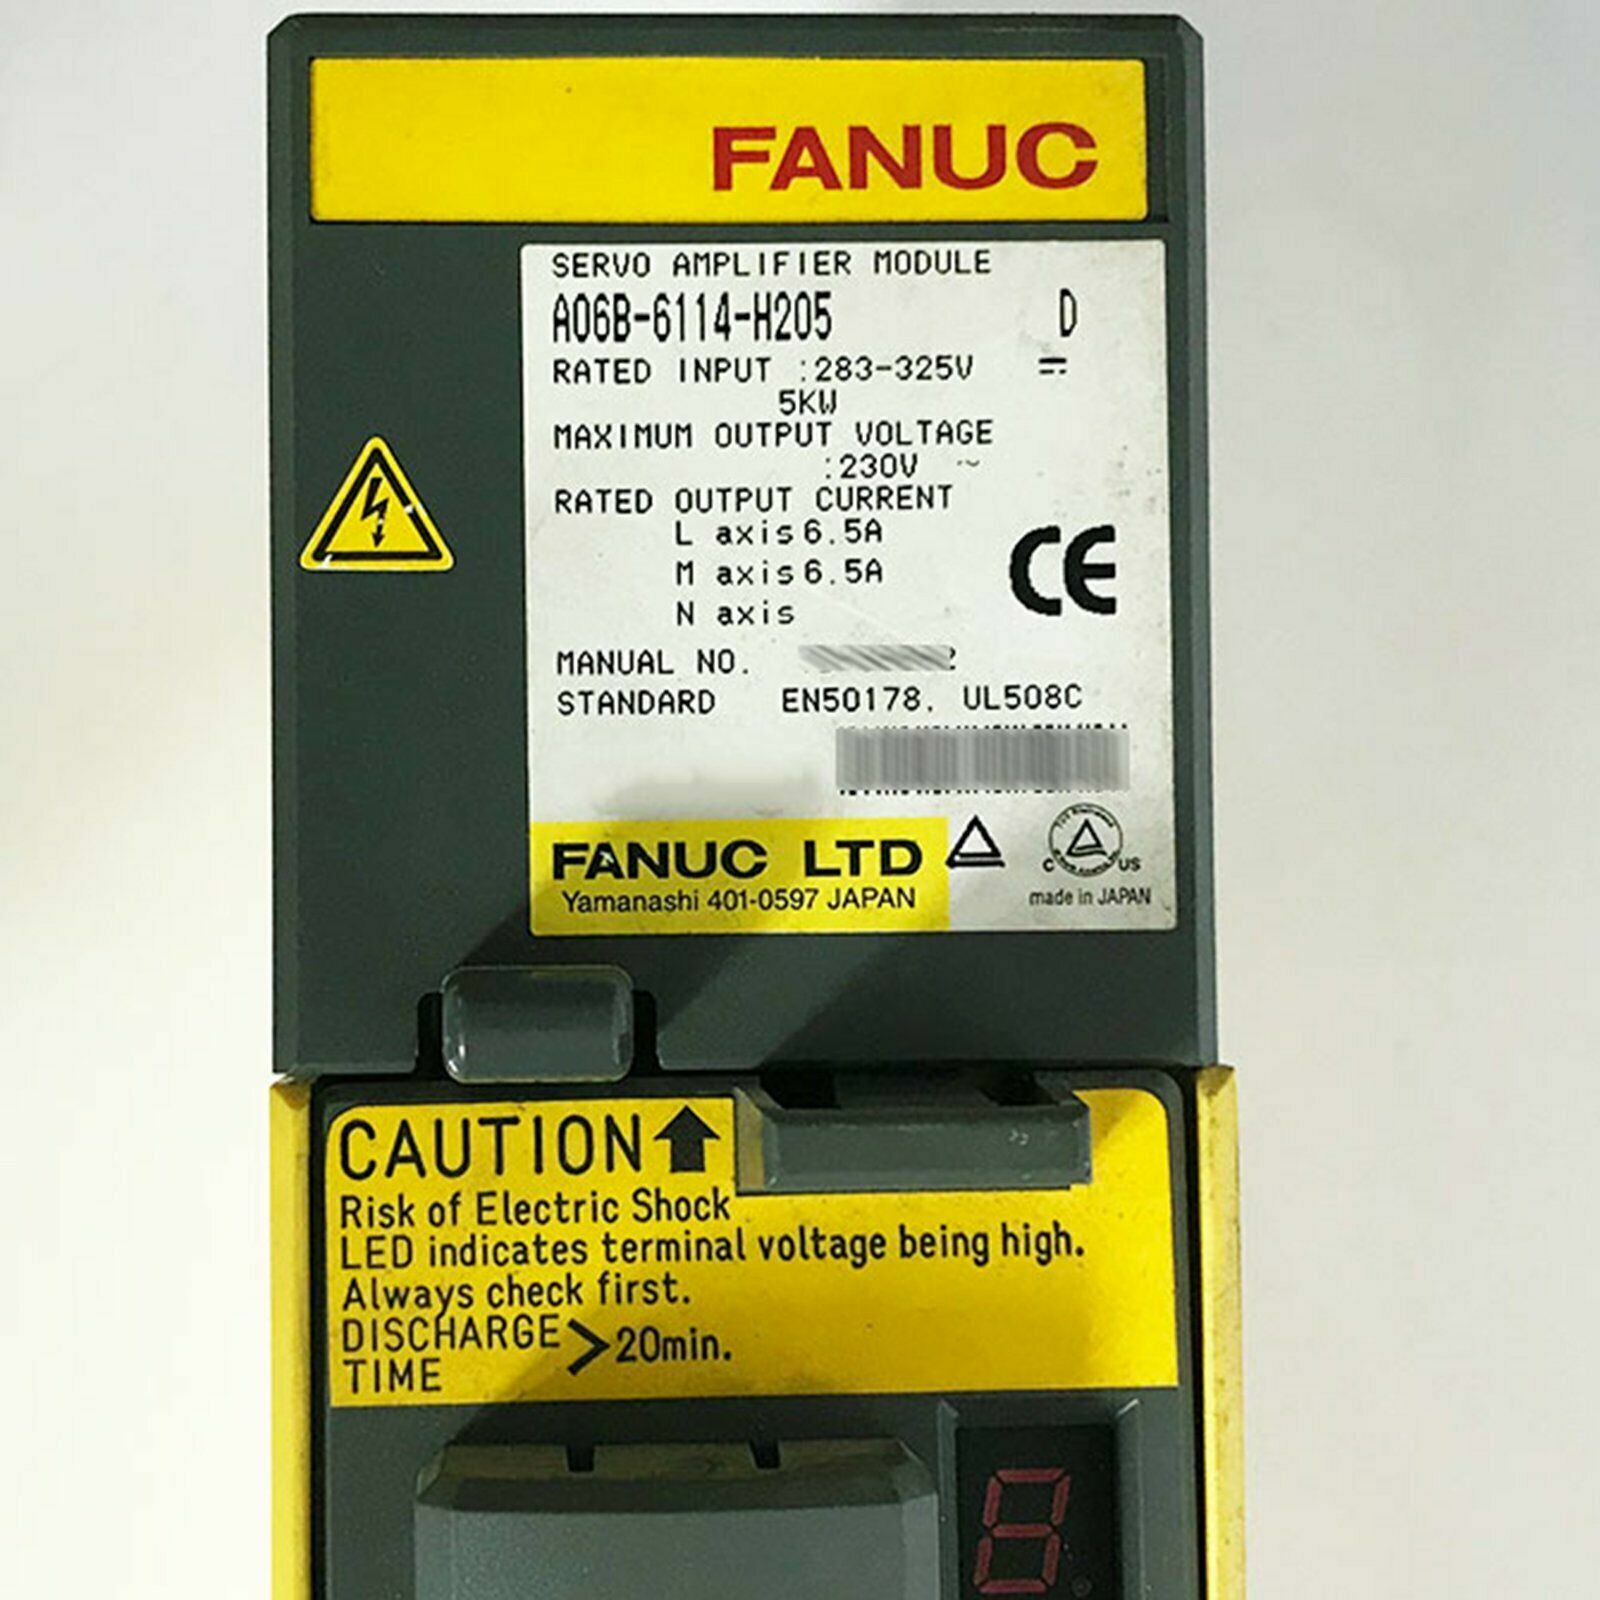 FANUC
SERVO AMPLIFIER MODULE
A06B-6114-H205 D
RATED INPUT :283-325V ⎓
5KW
MAXIMUM OUTPUT VOLTAGE
:230V ~
RATED OUTPUT CURRENT
L axis 6.5A
M axis 6.5A
N axis
CE
MANUAL NO.
STANDARD EN50178. UL508C
FANUC LTD
Yamanashi 401-0597 JAPAN
C US
made in JAPAN
CAUTION
Risk of Electric Shock
LED indicates terminal voltage being high.
Always check first.
DISCHARGE TIME >20min.
8